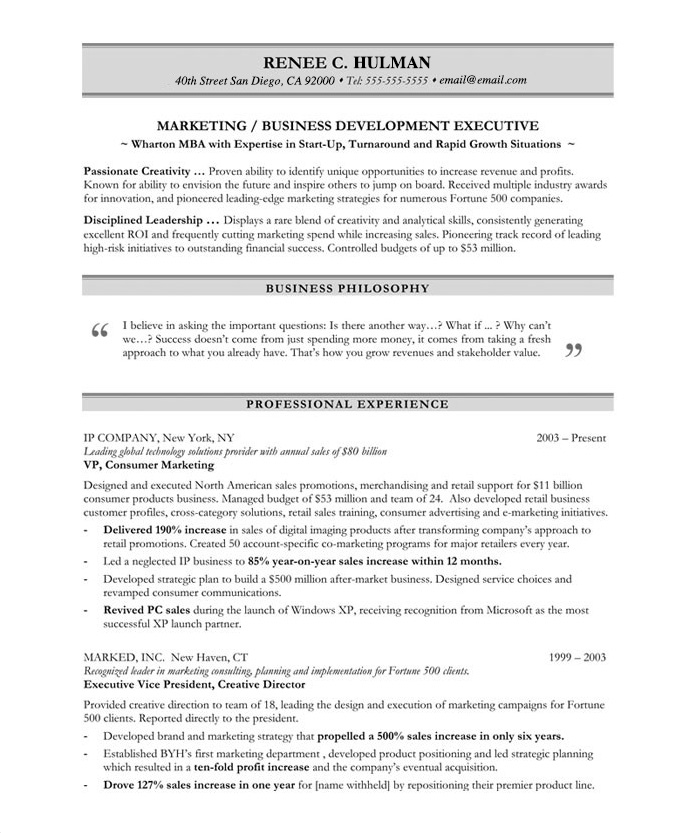 RENEE C. HULMAN
40th Street San Diego, CA 92000 • Tel: 555-555-5555 • email@email.com
MARKETING / BUSINESS DEVELOPMENT EXECUTIVE
~ Wharton MBA with Expertise in Start-Up, Turnaround and Rapid Growth Situations ~
Passionate Creativity … Proven ability to identify unique opportunities to increase revenue and profits.
Known for ability to envision the future and inspire others to jump on board. Received multiple industry awards
for innovation, and pioneered leading-edge marketing strategies for numerous Fortune 500 companies.
Disciplined Leadership … Displays a rare blend of creativity and analytical skills, consistently generating
excellent ROI and frequently cutting marketing spend while increasing sales. Pioneering track record of leading
high-risk initiatives to outstanding financial success. Controlled budgets of up to $53 million.
BUSINESS PHILOSOPHY
“ I believe in asking the important questions: Is there another way…? What if ... ? Why can’t
we…? Success doesn’t come from just spending more money, it comes from taking a fresh
approach to what you already have. That’s how you grow revenues and stakeholder value. ”
PROFESSIONAL EXPERIENCE
IP COMPANY, New York, NY 2003 – Present
Leading global technology solutions provider with annual sales of $80 billion
VP, Consumer Marketing
Designed and executed North American sales promotions, merchandising and retail support for $11 billion
consumer products business. Managed budget of $53 million and team of 24. Also developed retail business
customer profiles, cross-category solutions, retail sales training, consumer advertising and e-marketing initiatives.
- Delivered 190% increase in sales of digital imaging products after transforming company’s approach to
retail promotions. Created 50 account-specific co-marketing programs for major retailers every year.
- Led a neglected IP business to 85% year-on-year sales increase within 12 months.
- Developed strategic plan to build a $500 million after-market business. Designed service choices and
revamped consumer communications.
- Revived PC sales during the launch of Windows XP, receiving recognition from Microsoft as the most
successful XP launch partner.
MARKED, INC. New Haven, CT 1999 – 2003
Recognized leader in marketing consulting, planning and implementation for Fortune 500 clients.
Executive Vice President, Creative Director
Provided creative direction to team of 18, leading the design and execution of marketing campaigns for Fortune
500 clients. Reported directly to the president.
- Developed brand and marketing strategy that propelled a 500% sales increase in only six years.
- Established BYH’s first marketing department , developed product positioning and led strategic planning
which resulted in a ten-fold profit increase and the company’s eventual acquisition.
- Drove 127% sales increase in one year for [name withheld] by repositioning their premier product line.